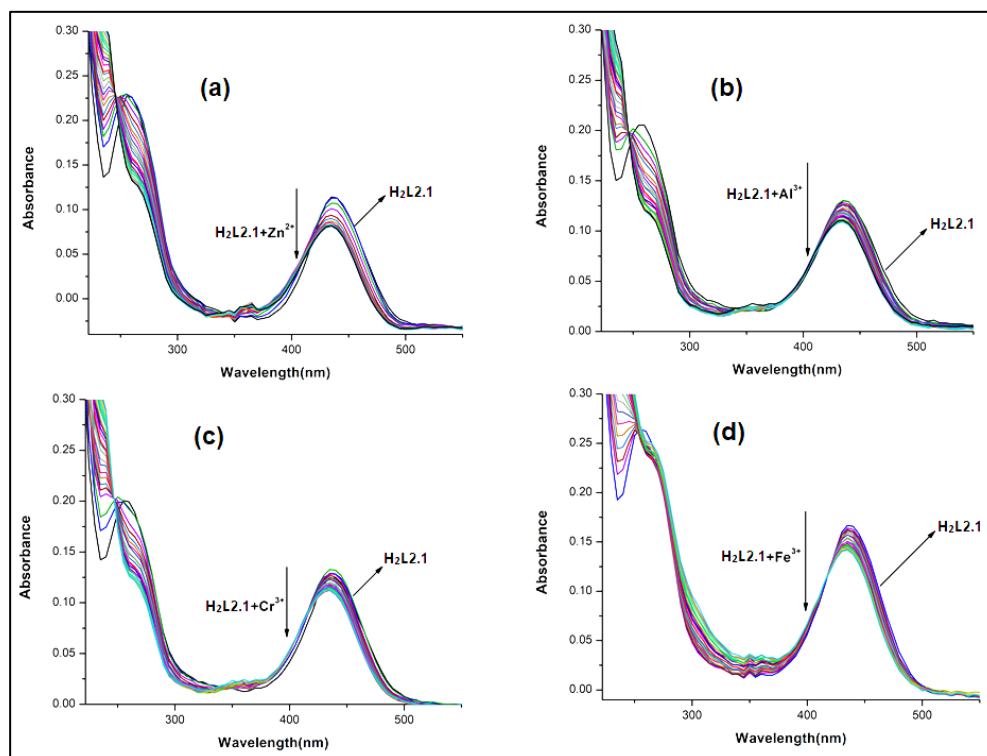 (a)
0.30
0.25
0.20
0.15
0.10
0.05
0.00
Absorbance
H₂L2.1
H₂L2.1+Zn²⁺
300
400
500
Wavelength(nm)
(b)
0.30
0.25
0.20
0.15
0.10
0.05
0.00
Absorbance
H₂L2.1+Al³⁺
H₂L2.1
300
400
500
Wavelength(nm)
(c)
0.30
0.25
0.20
0.15
0.10
0.05
0.00
Absorbance
H₂L2.1
H₂L2.1+Cr³⁺
300
400
500
Wavelength(nm)
(d)
0.30
0.25
0.20
0.15
0.10
0.05
0.00
Absorbance
H₂L2.1
H₂L2.1+Fe³⁺
300
400
500
Wavelength(nm)